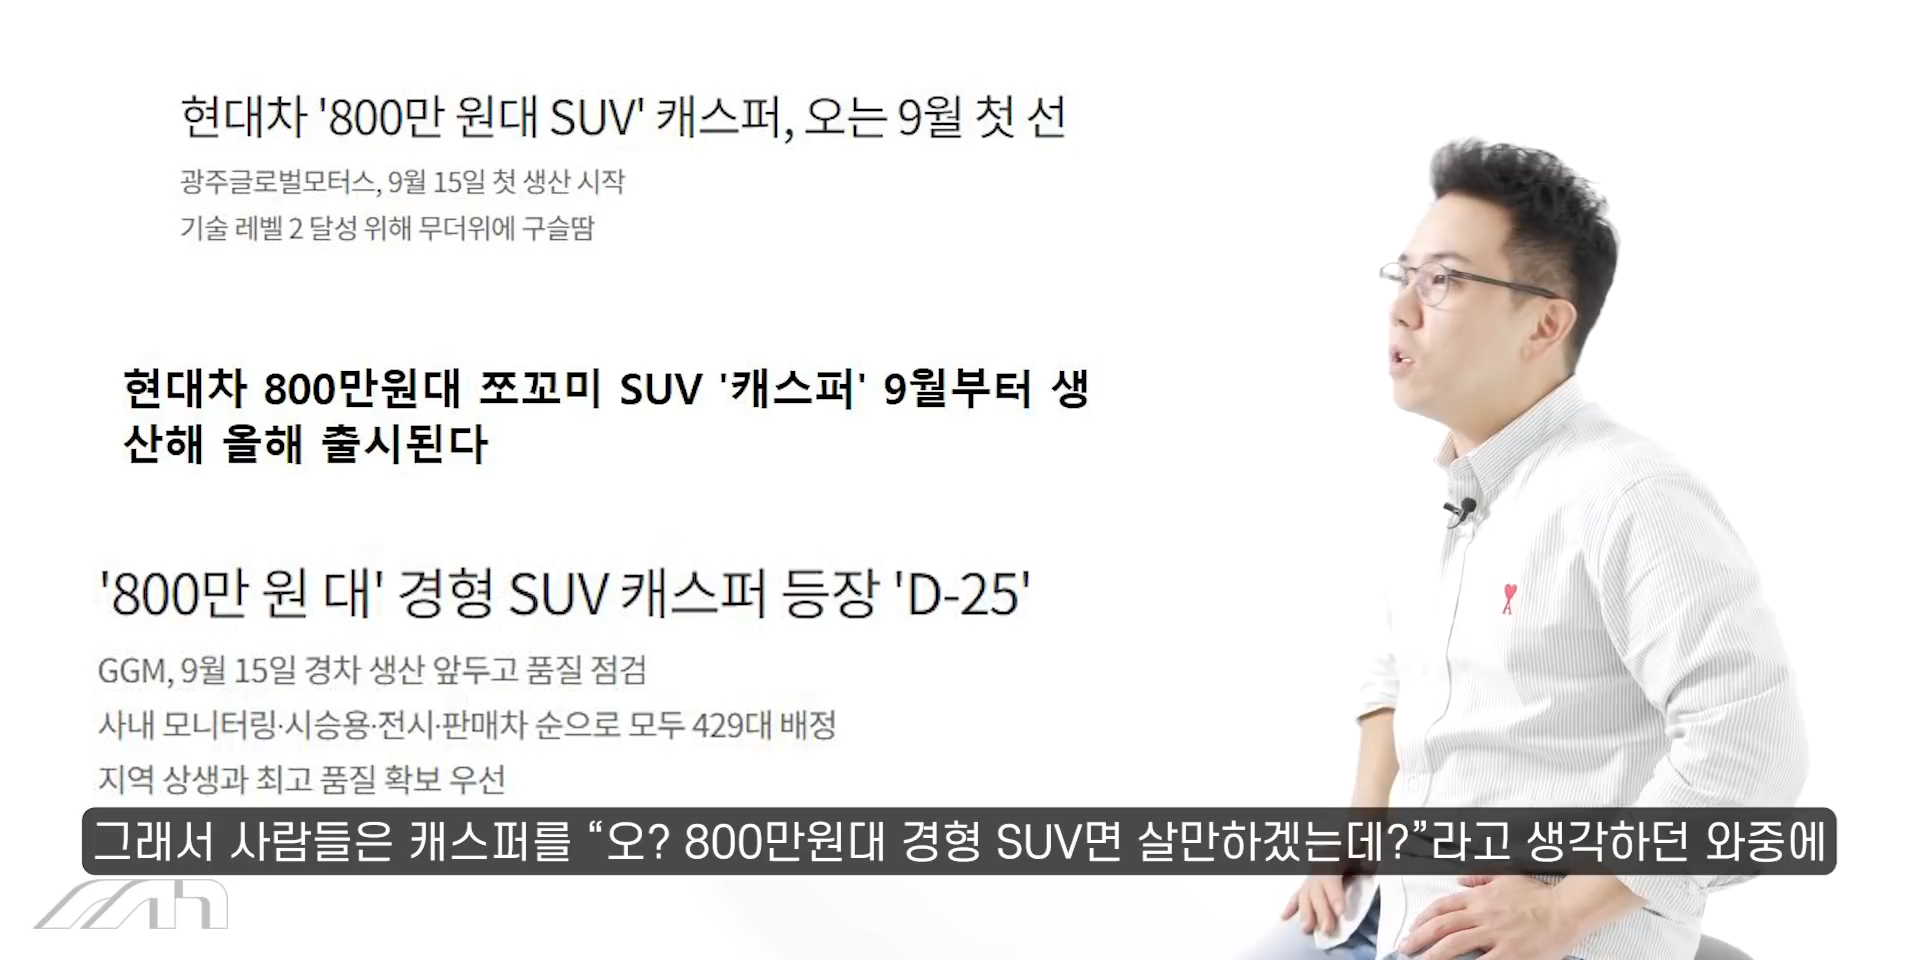 현대차 '800만 원대 SUV' 캐스퍼, 오는 9월 첫 선
광주글로벌모터스, 9월 15일 첫 생산 시작
기술 레벨 2 달성 위해 무더위에 구슬땀
현대차 800만원대 쪼꼬미 SUV '캐스퍼' 9월부터 생
산해 올해 출시된다
'800만 원 대' 경형 SUV 캐스퍼 등장 'D-25'
GGM, 9월 15일 경차 생산 앞두고 품질 점검
사내 모니터링·시승용·전시·판매차 순으로 모두 429대 배정
지역 상생과 최고 품질 확보 우선
그래서 사람들은 캐스퍼를 “오? 800만원대 경형 SUV면 살만하겠는데?”라고 생각하던 와중에